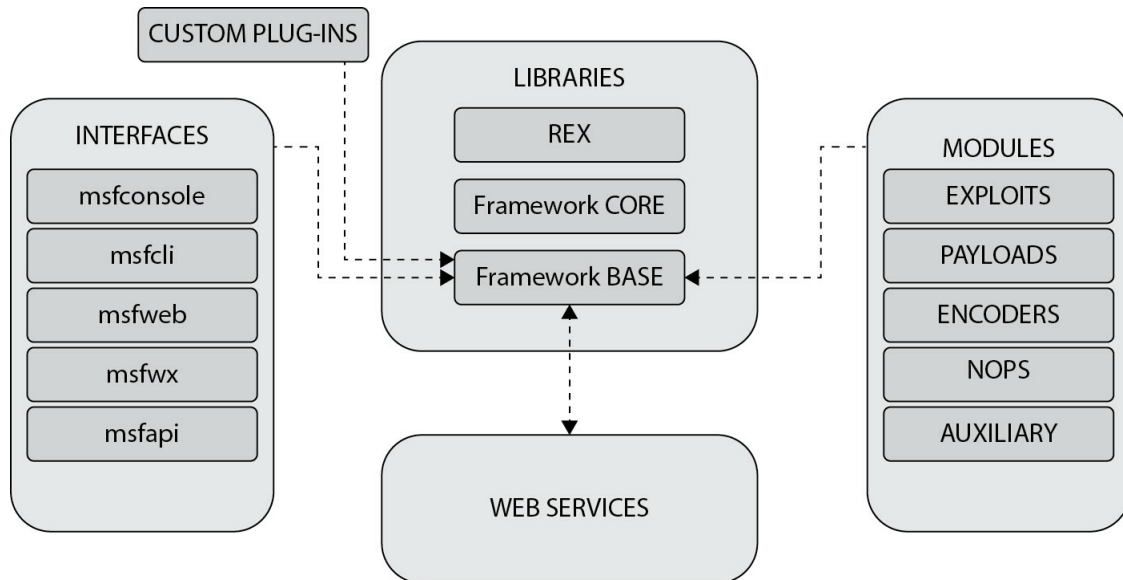 CUSTOM PLUG-INS
INTERFACES
msfconsole
msfcli
msfweb
msfwx
msfapi
LIBRARIES
REX
Framework CORE
Framework BASE
WEB SERVICES
MODULES
EXPLOITS
PAYLOADS
ENCODERS
NOPS
AUXILIARY